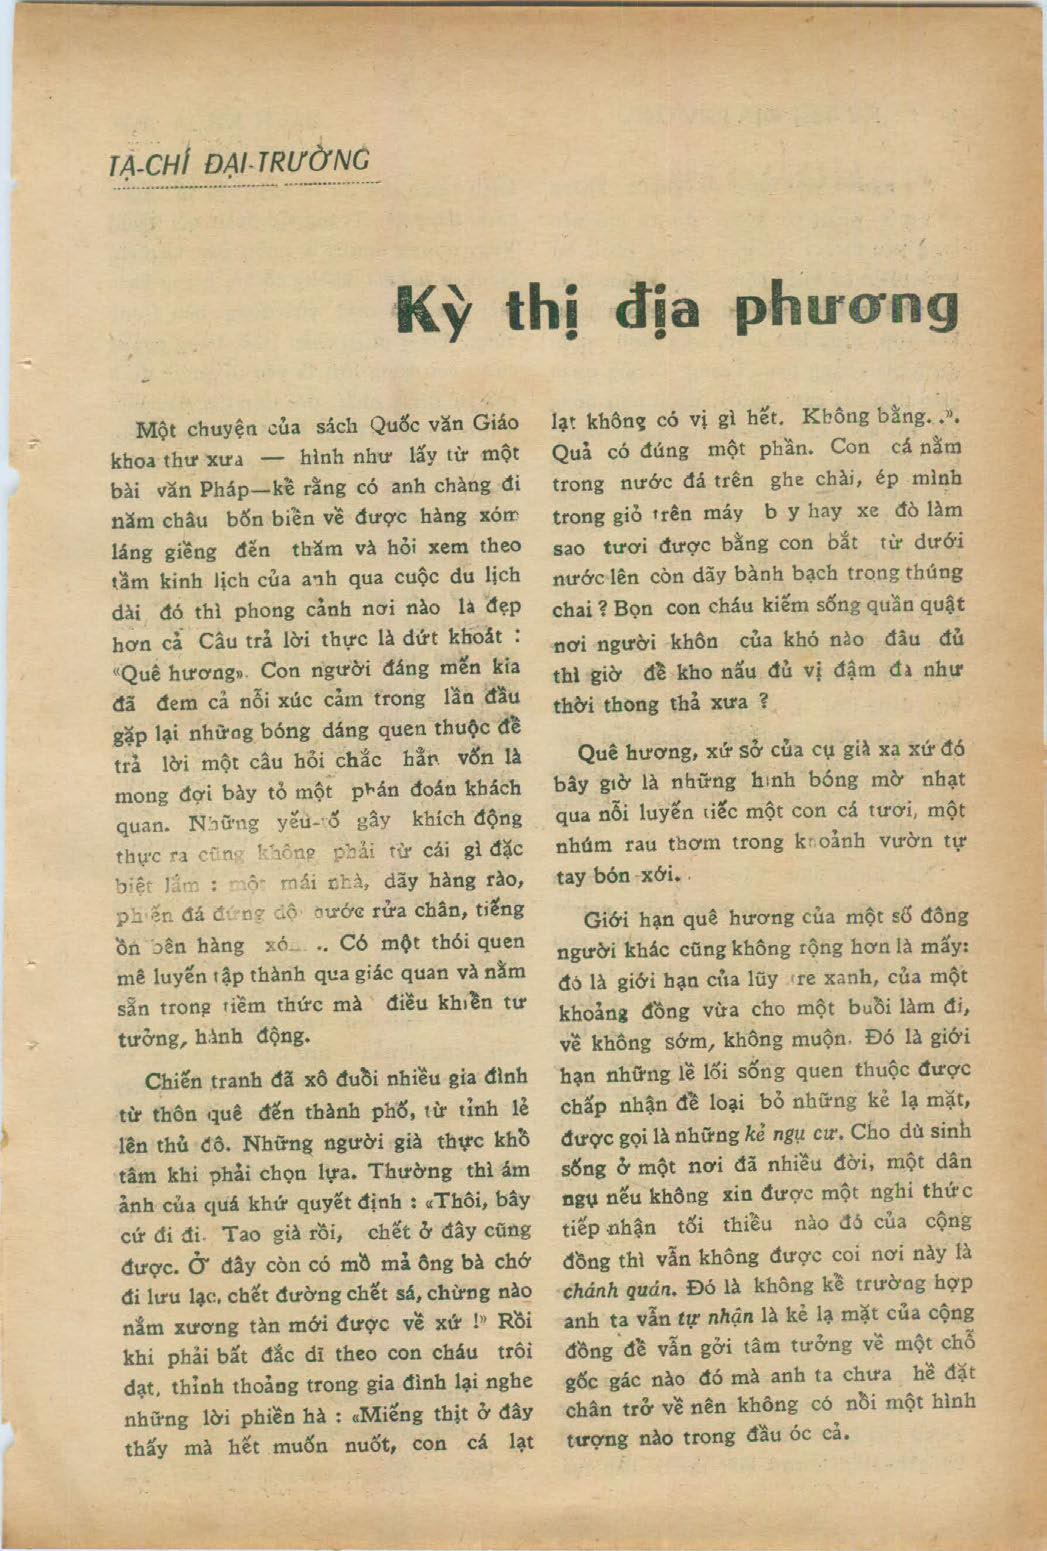 TẠ-CHÍ ĐẠI-TRƯỜNG
Kỳ thị địa phương
Một chuyện của sách Quốc văn Giáo
khoa thư xưa — hình như lấy từ một
bài văn Pháp—kể rằng có anh chàng đi
năm châu bốn biển về được hàng xóm
láng giềng đến thăm và hỏi xem theo
tầm kinh lịch của anh qua cuộc du lịch
dài đó thì phong cảnh nơi nào là đẹp
hơn cả Câu trả lời thực là dứt khoát :
«Quê hương». Con người đáng mến kia
đã đem cả nỗi xúc cảm trong lần đầu
gặp lại những bóng dáng quen thuộc để
trả lời một câu hỏi chắc hẳn vốn là
mong đợi bày tỏ một phán đoán khách
quan. Những yếu-tố gây khích động
thực ra cũng không phải từ cái gì đặc
biệt lắm : một mái nhà, dãy hàng rào,
phiến đá đứng dội nước rửa chân, tiếng
ồn bên hàng xó... .. Có một thói quen
mê luyến tập thành qua giác quan và nằm
sẵn trong tiềm thức mà điều khiển tư
tưởng, hành động.
Chiến tranh đã xô đuổi nhiều gia đình
từ thôn quê đến thành phố, từ tỉnh lẻ
lên thủ đô. Những người già thực khổ
tâm khi phải chọn lựa. Thường thì ám
ảnh của quá khứ quyết định : «Thôi, bây
cứ đi đi. Tao già rồi, chết ở đây cũng
được. Ở đây còn có mồ mả ông bà chớ
đi lưu lạc, chết đường chết sá, chừng nào
nắm xương tàn mới được về xứ !» Rồi
khi phải bất đắc dĩ theo con cháu trôi
dạt, thỉnh thoảng trong gia đình lại nghe
những lời phiền hà : «Miếng thịt ở đây
thấy mà hết muốn nuốt, con cá lạt
lạt không có vị gì hết. Không bằng. .».
Quả có đúng một phần. Con cá nằm
trong nước đá trên ghe chài, ép mình
trong giỏ trên máy b y hay xe đò làm
sao tươi được bằng con bắt từ dưới
nước lên còn dãy bành bạch trong thúng
chai ? Bọn con cháu kiếm sống quần quật
nơi người khôn của khó nào đâu đủ
thì giờ để kho nấu đủ vị đậm đà như
thời thong thả xưa ?
Quê hương, xứ sở của cụ già xa xứ đó
bây giờ là những hình bóng mờ nhạt
qua nỗi luyến tiếc một con cá tươi, một
nhúm rau thơm trong khoảnh vườn tự
tay bón xới.
Giới hạn quê hương của một số đông
người khác cũng không rộng hơn là mấy:
đó là giới hạn của lũy tre xanh, của một
khoảng đồng vừa cho một buổi làm đi,
về không sớm, không muộn. Đó là giới
hạn những lề lối sống quen thuộc được
chấp nhận để loại bỏ những kẻ lạ mặt,
được gọi là những kẻ ngụ cư. Cho dù sinh
sống ở một nơi đã nhiều đời, một dân
ngụ nếu không xin được một nghi thức
tiếp nhận tối thiểu nào đó của cộng
đồng thì vẫn không được coi nơi này là
chánh quán. Đó là không kể trường hợp
anh ta vẫn tự nhận là kẻ lạ mặt của cộng
đồng để vẫn gởi tâm tưởng về một chỗ
gốc gác nào đó mà anh ta chưa hề đặt
chân trở về nên không có nổi một hình
tượng nào trong đầu óc cả.